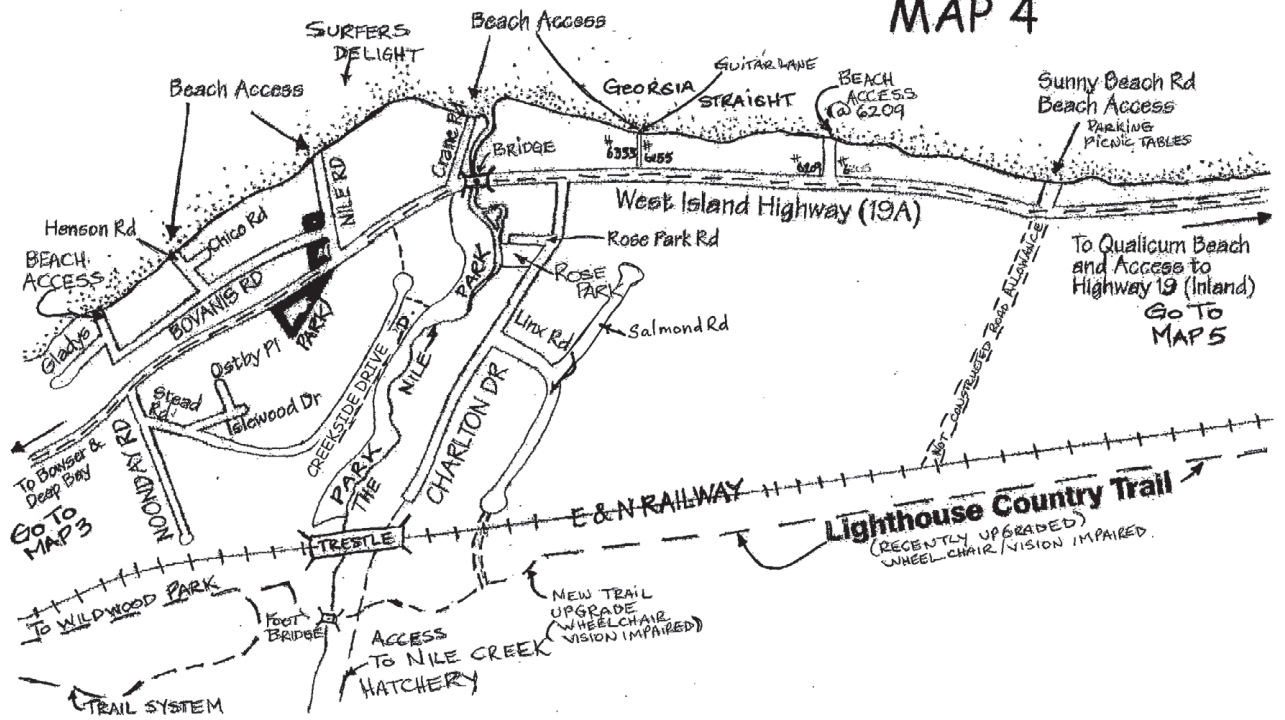 MAP 4
SURFERS
DELIGHT
Beach Access
Beach Access
GEORGIA
STRAIGHT
GUITAR LANE
BEACH
ACCESS
@ 6209
Sunny Beach Rd
Beach Access
PARKING
PICNIC TABLES
Crane Rd
BRIDGE
#6209
West Island Highway (19A)
NILE RD
Henson Rd
Chico Rd
BEACH
ACCESS
BOVANIS RD
Gladys
PARK
Rose Park Rd
ROSE
PARK
PARK
NILE
Linx Rd
Salmond Rd
To Qualicum Beach
and Access to
Highway 19 (Inland)
GO TO
MAP 5
NOT CONSTRUCTED ROAD ALLOWANCE
Ostby Pl
Stead
Rd
Islewood Dr
CREEKSIDE DRIVE
CHARLTON DR
NOONDAY RD
To Bowser &
Deep Bay
GO TO
MAP 3
PARK
THE
TRESTLE
E & N RAILWAY
Lighthouse Country Trail
(RECENTLY UPGRADED)
WHEEL CHAIR/VISION IMPAIRED
TO WILDWOOD PARK
FOOT
BRIDGE
NEW TRAIL
UPGRADE
(WHEELCHAIR
VISION IMPAIRED)
ACCESS
TO NILE CREEK
HATCHERY
TRAIL SYSTEM